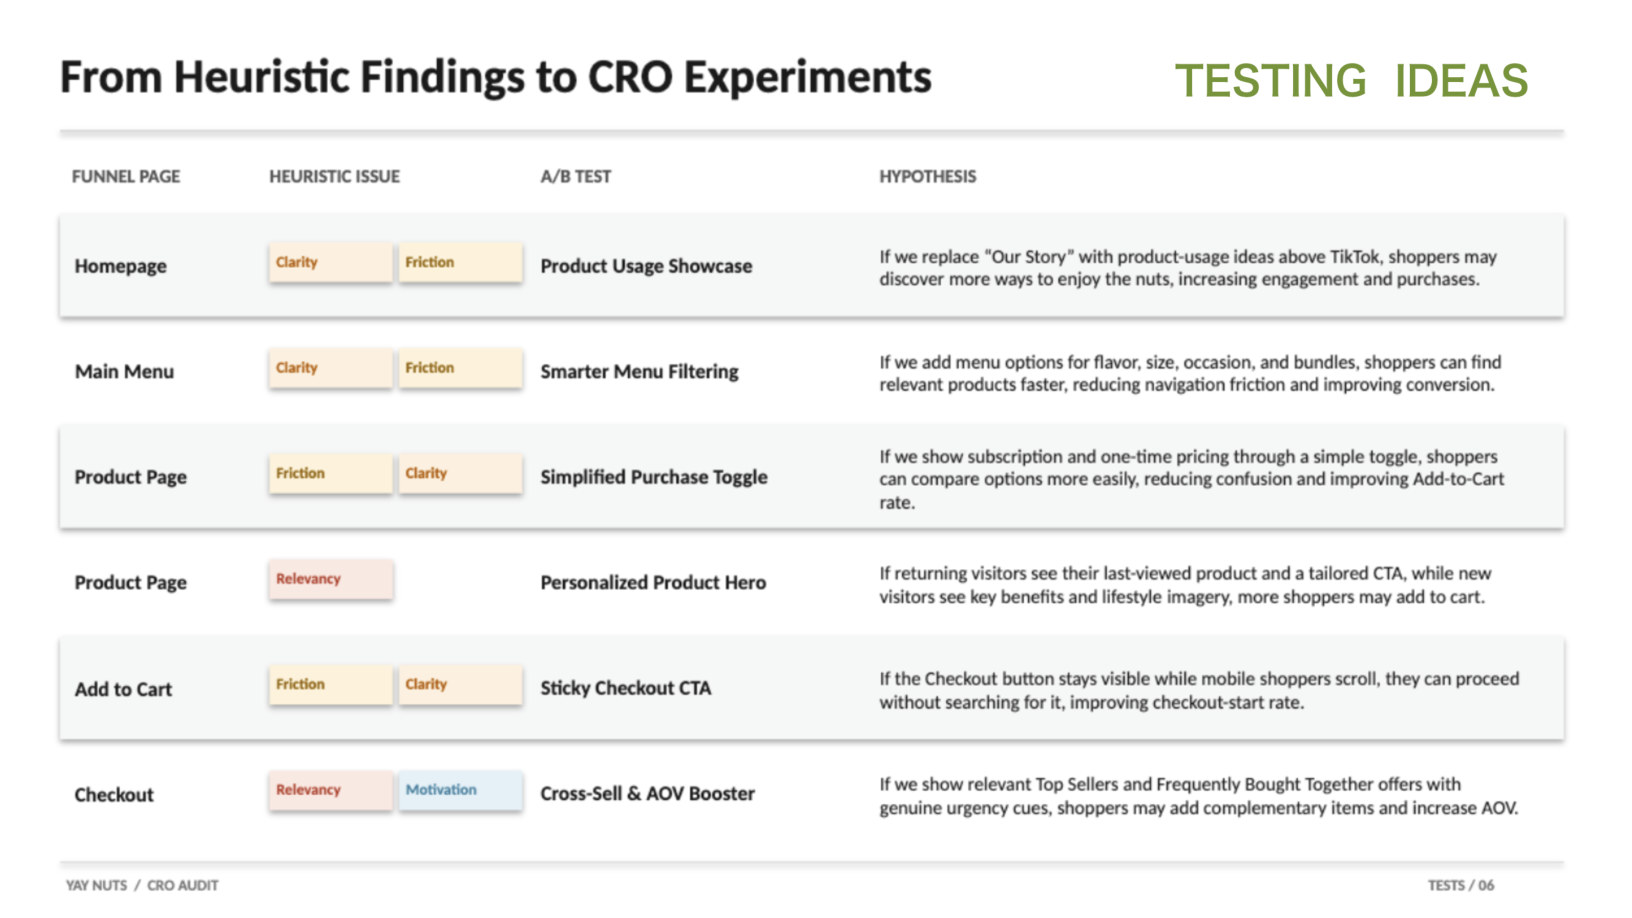 From Heuristic Findings to CRO Experiments
TESTING IDEAS
FUNNEL PAGE
HEURISTIC ISSUE
A/B TEST
HYPOTHESIS
Homepage
Clarity
Friction
Product Usage Showcase
If we replace “Our Story” with product-usage ideas above TikTok, shoppers may
discover more ways to enjoy the nuts, increasing engagement and purchases.
Main Menu
Clarity
Friction
Smarter Menu Filtering
If we add menu options for flavor, size, occasion, and bundles, shoppers can find
relevant products faster, reducing navigation friction and improving conversion.
Product Page
Friction
Clarity
Simplified Purchase Toggle
If we show subscription and one-time pricing through a simple toggle, shoppers
can compare options more easily, reducing confusion and improving Add-to-Cart
rate.
Product Page
Relevancy
Personalized Product Hero
If returning visitors see their last-viewed product and a tailored CTA, while new
visitors see key benefits and lifestyle imagery, more shoppers may add to cart.
Add to Cart
Friction
Clarity
Sticky Checkout CTA
If the Checkout button stays visible while mobile shoppers scroll, they can proceed
without searching for it, improving checkout-start rate.
Checkout
Relevancy
Motivation
Cross-Sell & AOV Booster
If we show relevant Top Sellers and Frequently Bought Together offers with
genuine urgency cues, shoppers may add complementary items and increase AOV.
YAY NUTS / CRO AUDIT
TESTS / 06